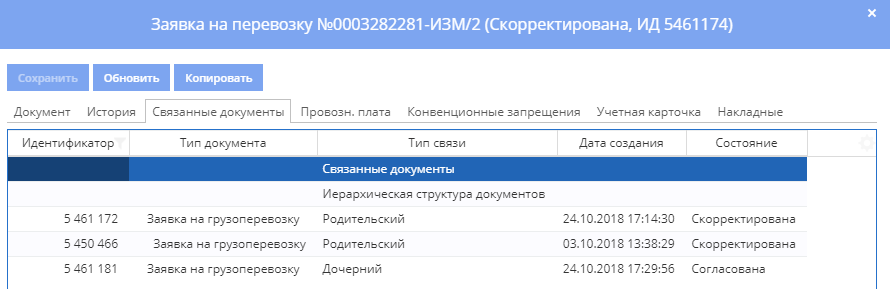 Заявка на перевозку №0003282281-ИЗМ/2 (Скорректирована, ИД 5461174)
Сохранить Обновить Копировать
Документ История Связанные документы Провозн. плата Конвенционные запрещения Учетная карточка Накладные
Идентификатор Тип документа Тип связи Дата создания Состояние
Связанные документы
Иерархическая структура документов
5 461 172 Заявка на грузоперевозку Родительский 24.10.2018 17:14:30 Скорректирована
5 450 466 Заявка на грузоперевозку Родительский 03.10.2018 13:38:29 Скорректирована
5 461 181 Заявка на грузоперевозку Дочерний 24.10.2018 17:29:56 Согласована